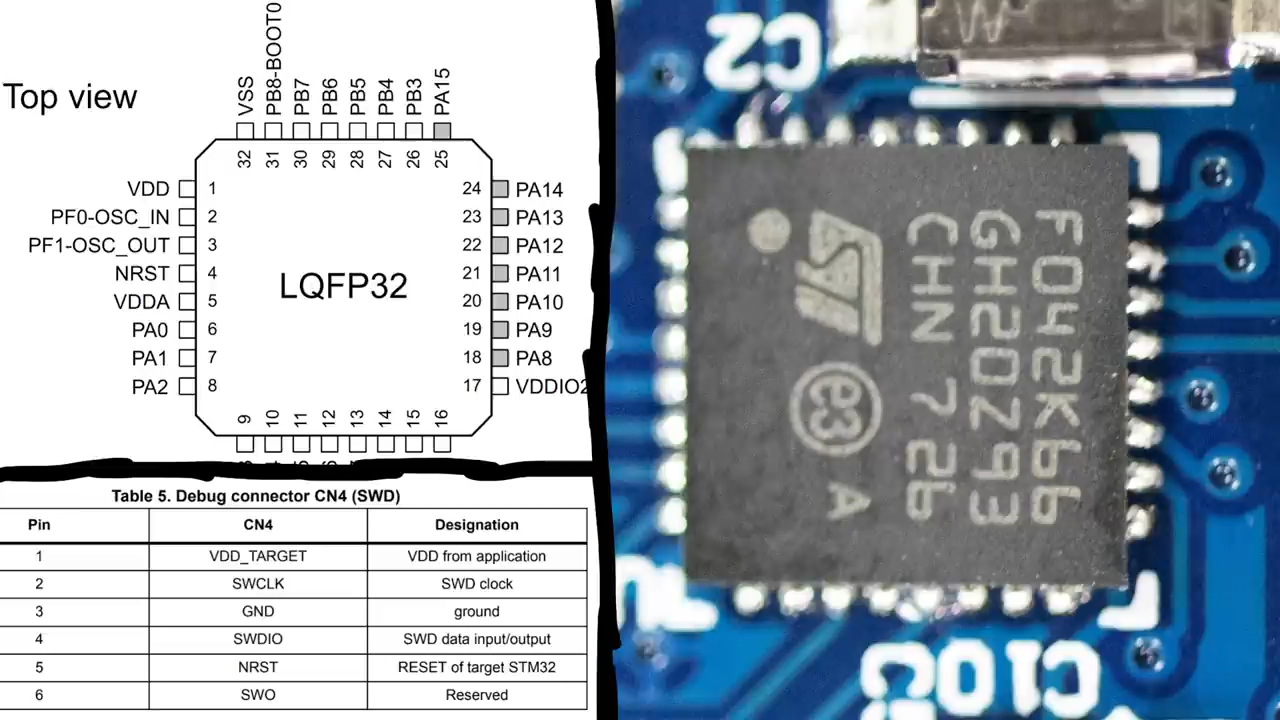 Top view
VSS
PB8-BOOT0
PB7
PB6
PB5
PB4
PB3
PA15
32
31
30
29
28
27
26
25
VDD 1
PF0-OSC_IN 2
PF1-OSC_OUT 3
NRST 4
VDDA 5
PA0 6
PA1 7
PA2 8
LQFP32
24 PA14
23 PA13
22 PA12
21 PA11
20 PA10
19 PA9
18 PA8
17 VDDIO2
9
10
11
12
13
14
15
16
Table 5. Debug connector CN4 (SWD)
Pin CN4 Designation
1 VDD_TARGET VDD from application
2 SWCLK SWD clock
3 GND ground
4 SWDIO SWD data input/output
5 NRST RESET of target STM32
6 SWO Reserved
C2
F042K66
GH20Z93
CHN 726
ST
e3
A